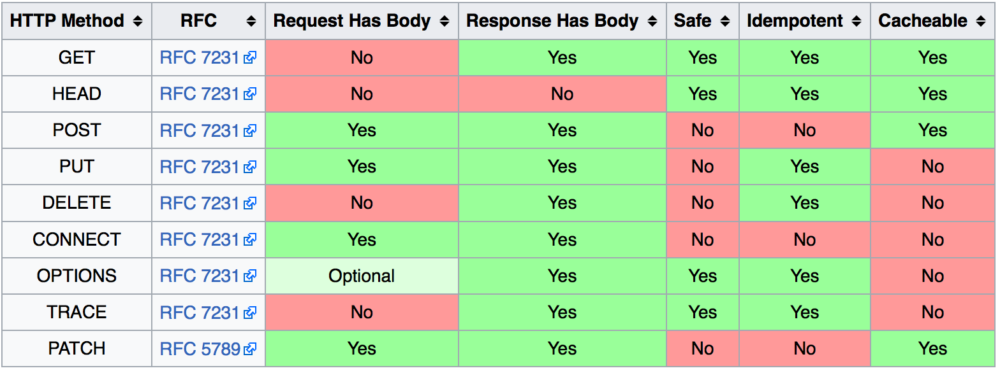 HTTP Method RFC Request Has Body Response Has Body Safe Idempotent Cacheable
GET RFC 7231 No Yes Yes Yes Yes
HEAD RFC 7231 No No Yes Yes Yes
POST RFC 7231 Yes Yes No No Yes
PUT RFC 7231 Yes Yes No Yes No
DELETE RFC 7231 No Yes No Yes No
CONNECT RFC 7231 Yes Yes No No No
OPTIONS RFC 7231 Optional Yes Yes Yes No
TRACE RFC 7231 No Yes Yes Yes No
PATCH RFC 5789 Yes Yes No No Yes